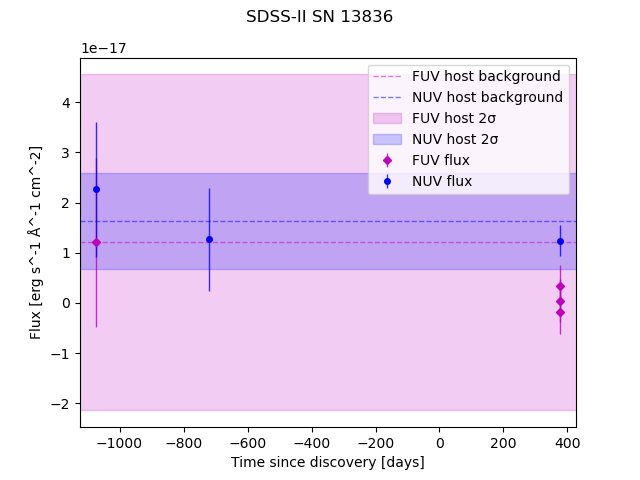 SDSS-II SN 13836
1e−17
FUV host background
NUV host background
FUV host 2σ
NUV host 2σ
FUV flux
NUV flux
4
3
2
1
0
−1
−2
Flux [erg s^-1 Å^-1 cm^-2]
−1000
−800
−600
−400
−200
0
200
400
Time since discovery [days]